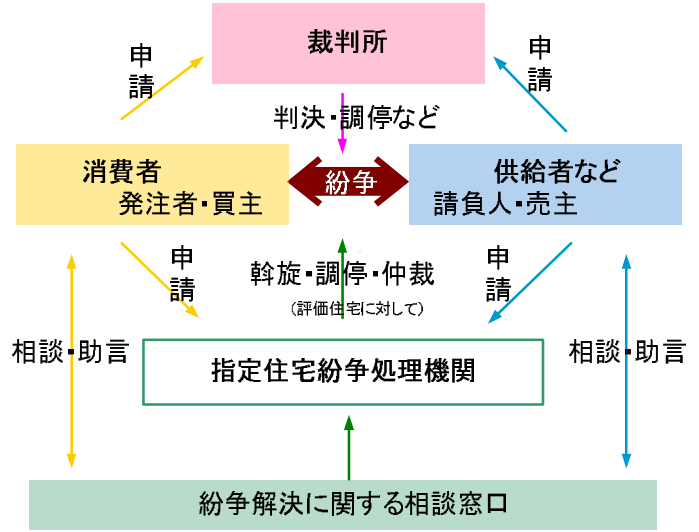 裁判所
申請
申請
判決・調停など
消費者
発注者・買主
紛争
供給者など
請負人・売主
申請
斡旋・調停・仲裁
(評価住宅に対して)
申請
相談・助言
相談・助言
指定住宅紛争処理機関
紛争解決に関する相談窓口